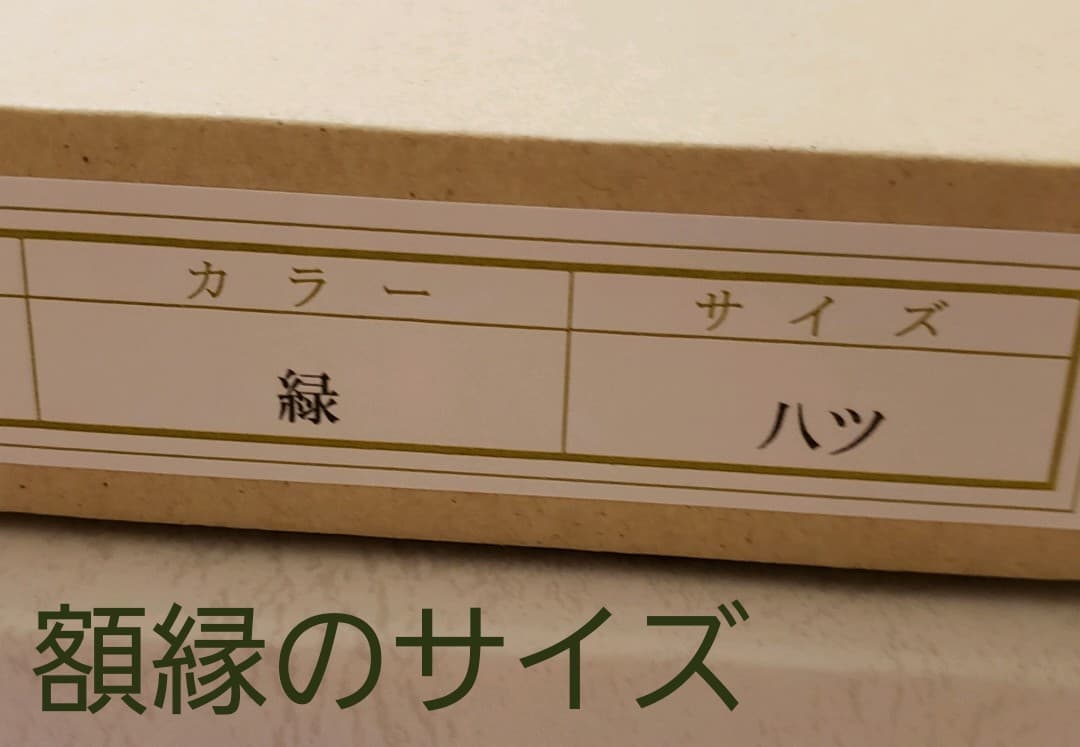 カラー
サイズ
緑
ハツ
額縁のサイズ